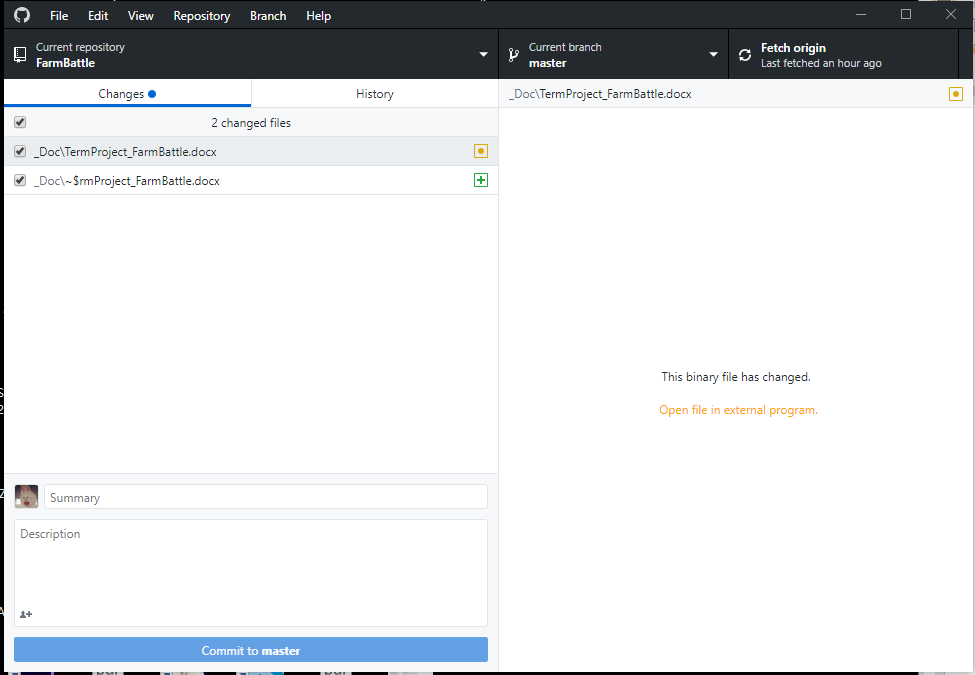 File Edit View Repository Branch Help
Current repository
FarmBattle
Current branch
master
Fetch origin
Last fetched an hour ago
Changes
History
2 changed files
_Doc\TermProject_FarmBattle.docx
_Doc\~$rmProject_FarmBattle.docx
Summary
Description
Commit to master
_Doc\TermProject_FarmBattle.docx
This binary file has changed.
Open file in external program.